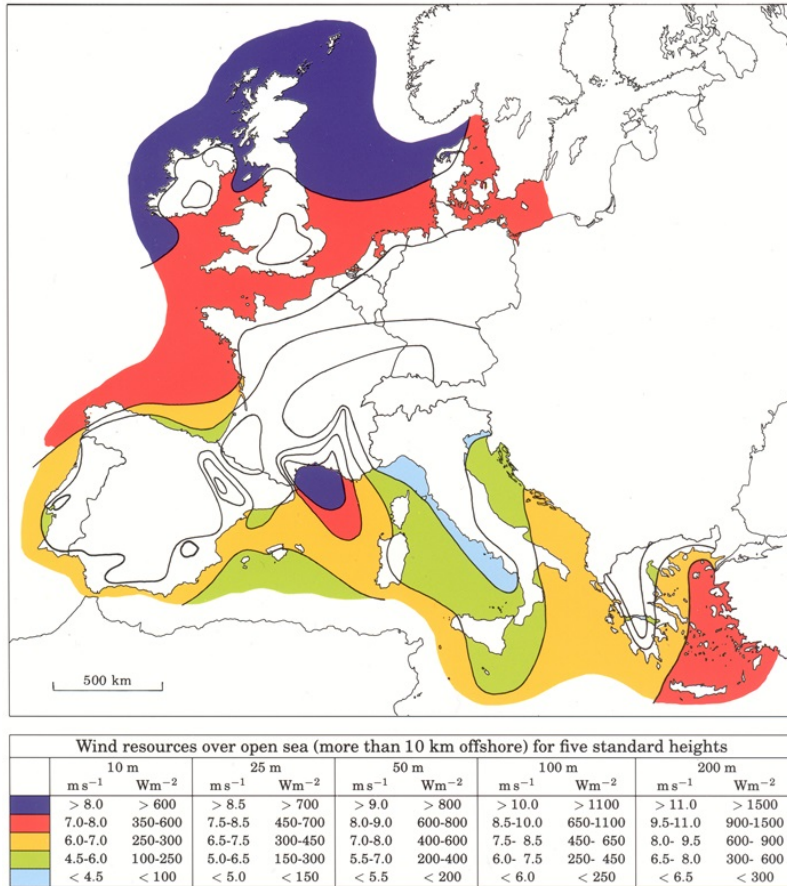 500 km
Wind resources over open sea (more than 10 km offshore) for five standard heights
10 m 25 m 50 m 100 m 200 m
m s⁻¹ Wm⁻² m s⁻¹ Wm⁻² m s⁻¹ Wm⁻² m s⁻¹ Wm⁻² m s⁻¹ Wm⁻²
> 8.0 > 600 > 8.5 > 700 > 9.0 > 800 > 10.0 > 1100 > 11.0 > 1500
7.0-8.0 350-600 7.5-8.5 450-700 8.0-9.0 600-800 8.5-10.0 650-1100 9.5-11.0 900-1500
6.0-7.0 250-300 6.5-7.5 300-450 7.0-8.0 400-600 7.5- 8.5 450- 650 8.0- 9.5 600- 900
4.5-6.0 100-250 5.0-6.5 150-300 5.5-7.0 200-400 6.0- 7.5 250- 450 6.5- 8.0 300- 600
< 4.5 < 100 < 5.0 < 150 < 5.5 < 200 < 6.0 < 250 < 6.5 < 300